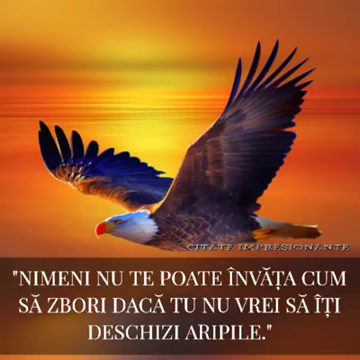 CITATE IMPRESIONANTE
"NIMENI NU TE POATE ÎNVĂȚA CUM
SĂ ZBORI DACĂ TU NU VREI SĂ ÎȚI
DESCHIZI ARIPILE."